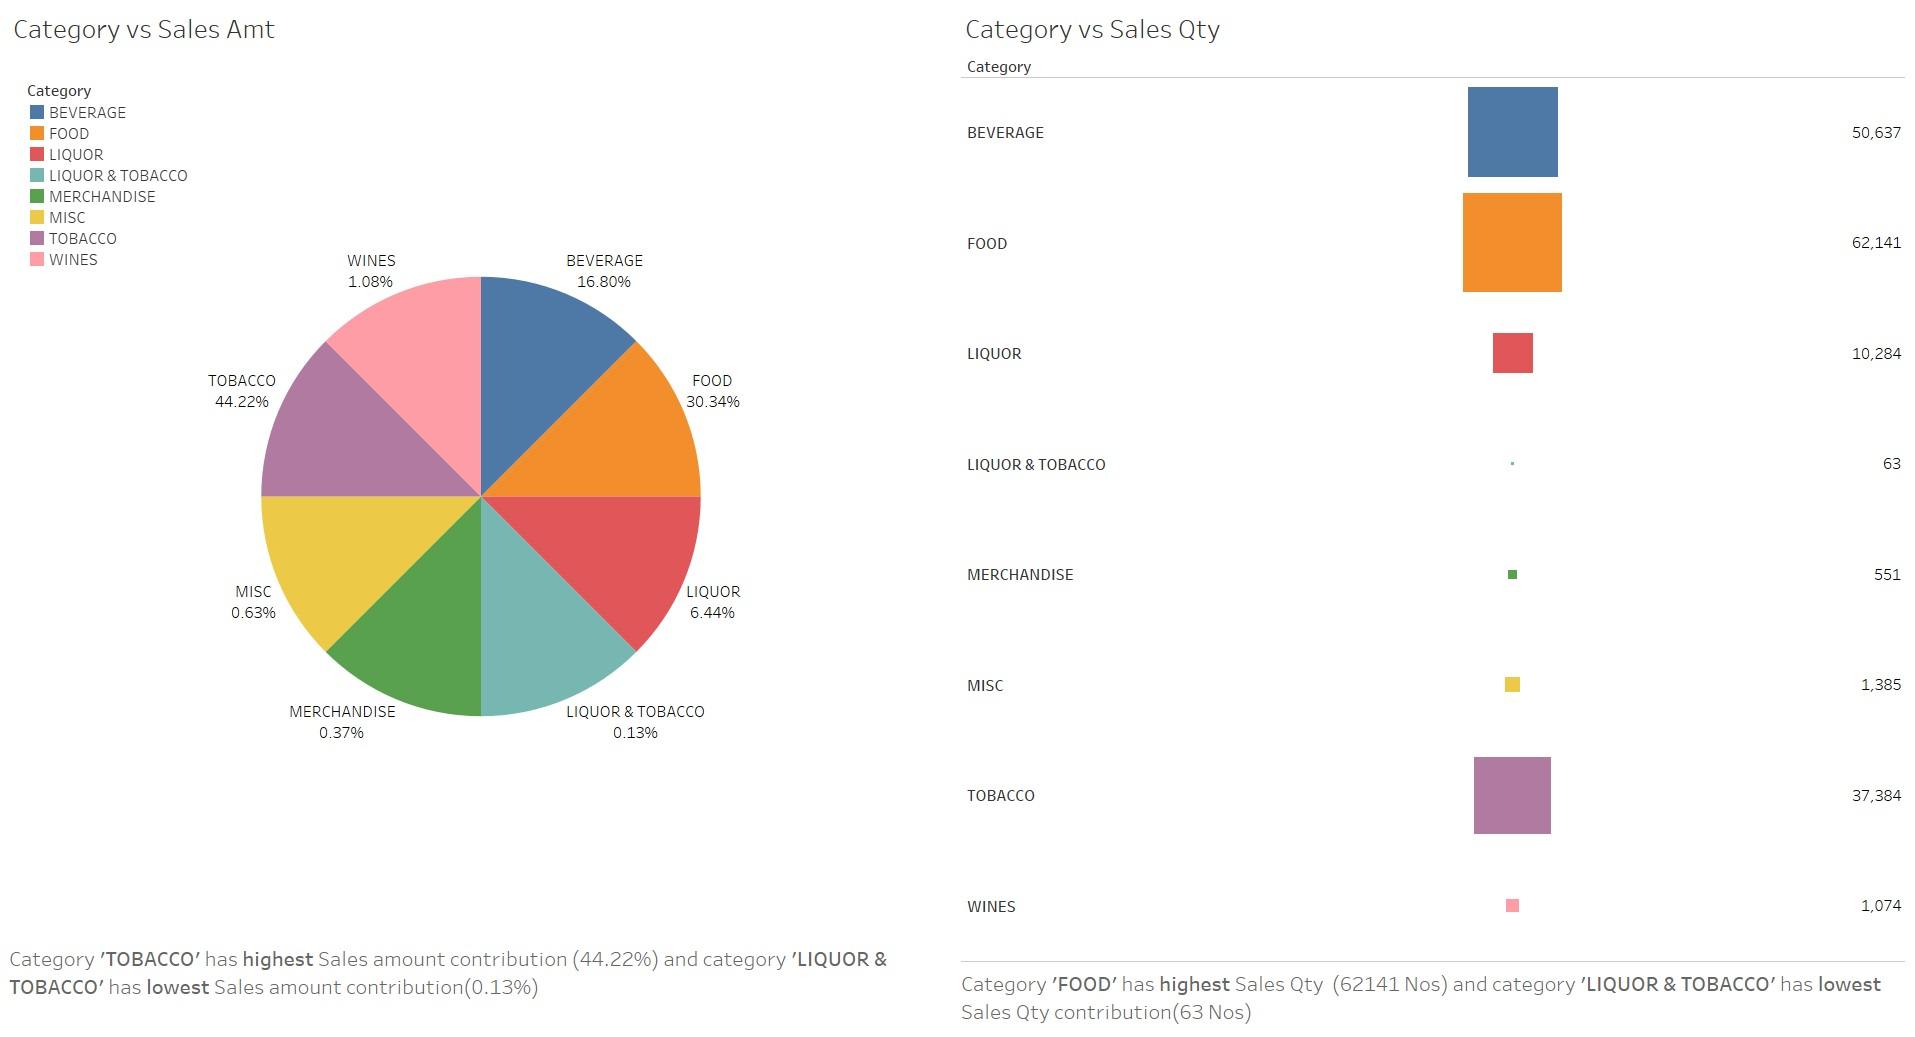 Category vs Sales Amt
Category
BEVERAGE
FOOD
LIQUOR
LIQUOR & TOBACCO
MERCHANDISE
MISC
TOBACCO
WINES
WINES
1.08%
BEVERAGE
16.80%
TOBACCO
44.22%
FOOD
30.34%
MISC
0.63%
LIQUOR
6.44%
MERCHANDISE
0.37%
LIQUOR & TOBACCO
0.13%
Category 'TOBACCO' has highest Sales amount contribution (44.22%) and category 'LIQUOR &
TOBACCO' has lowest Sales amount contribution(0.13%)
Category vs Sales Qty
Category
BEVERAGE 50,637
FOOD 62,141
LIQUOR 10,284
LIQUOR & TOBACCO 63
MERCHANDISE 551
MISC 1,385
TOBACCO 37,384
WINES 1,074
Category 'FOOD' has highest Sales Qty (62141 Nos) and category 'LIQUOR & TOBACCO' has lowest
Sales Qty contribution(63 Nos)